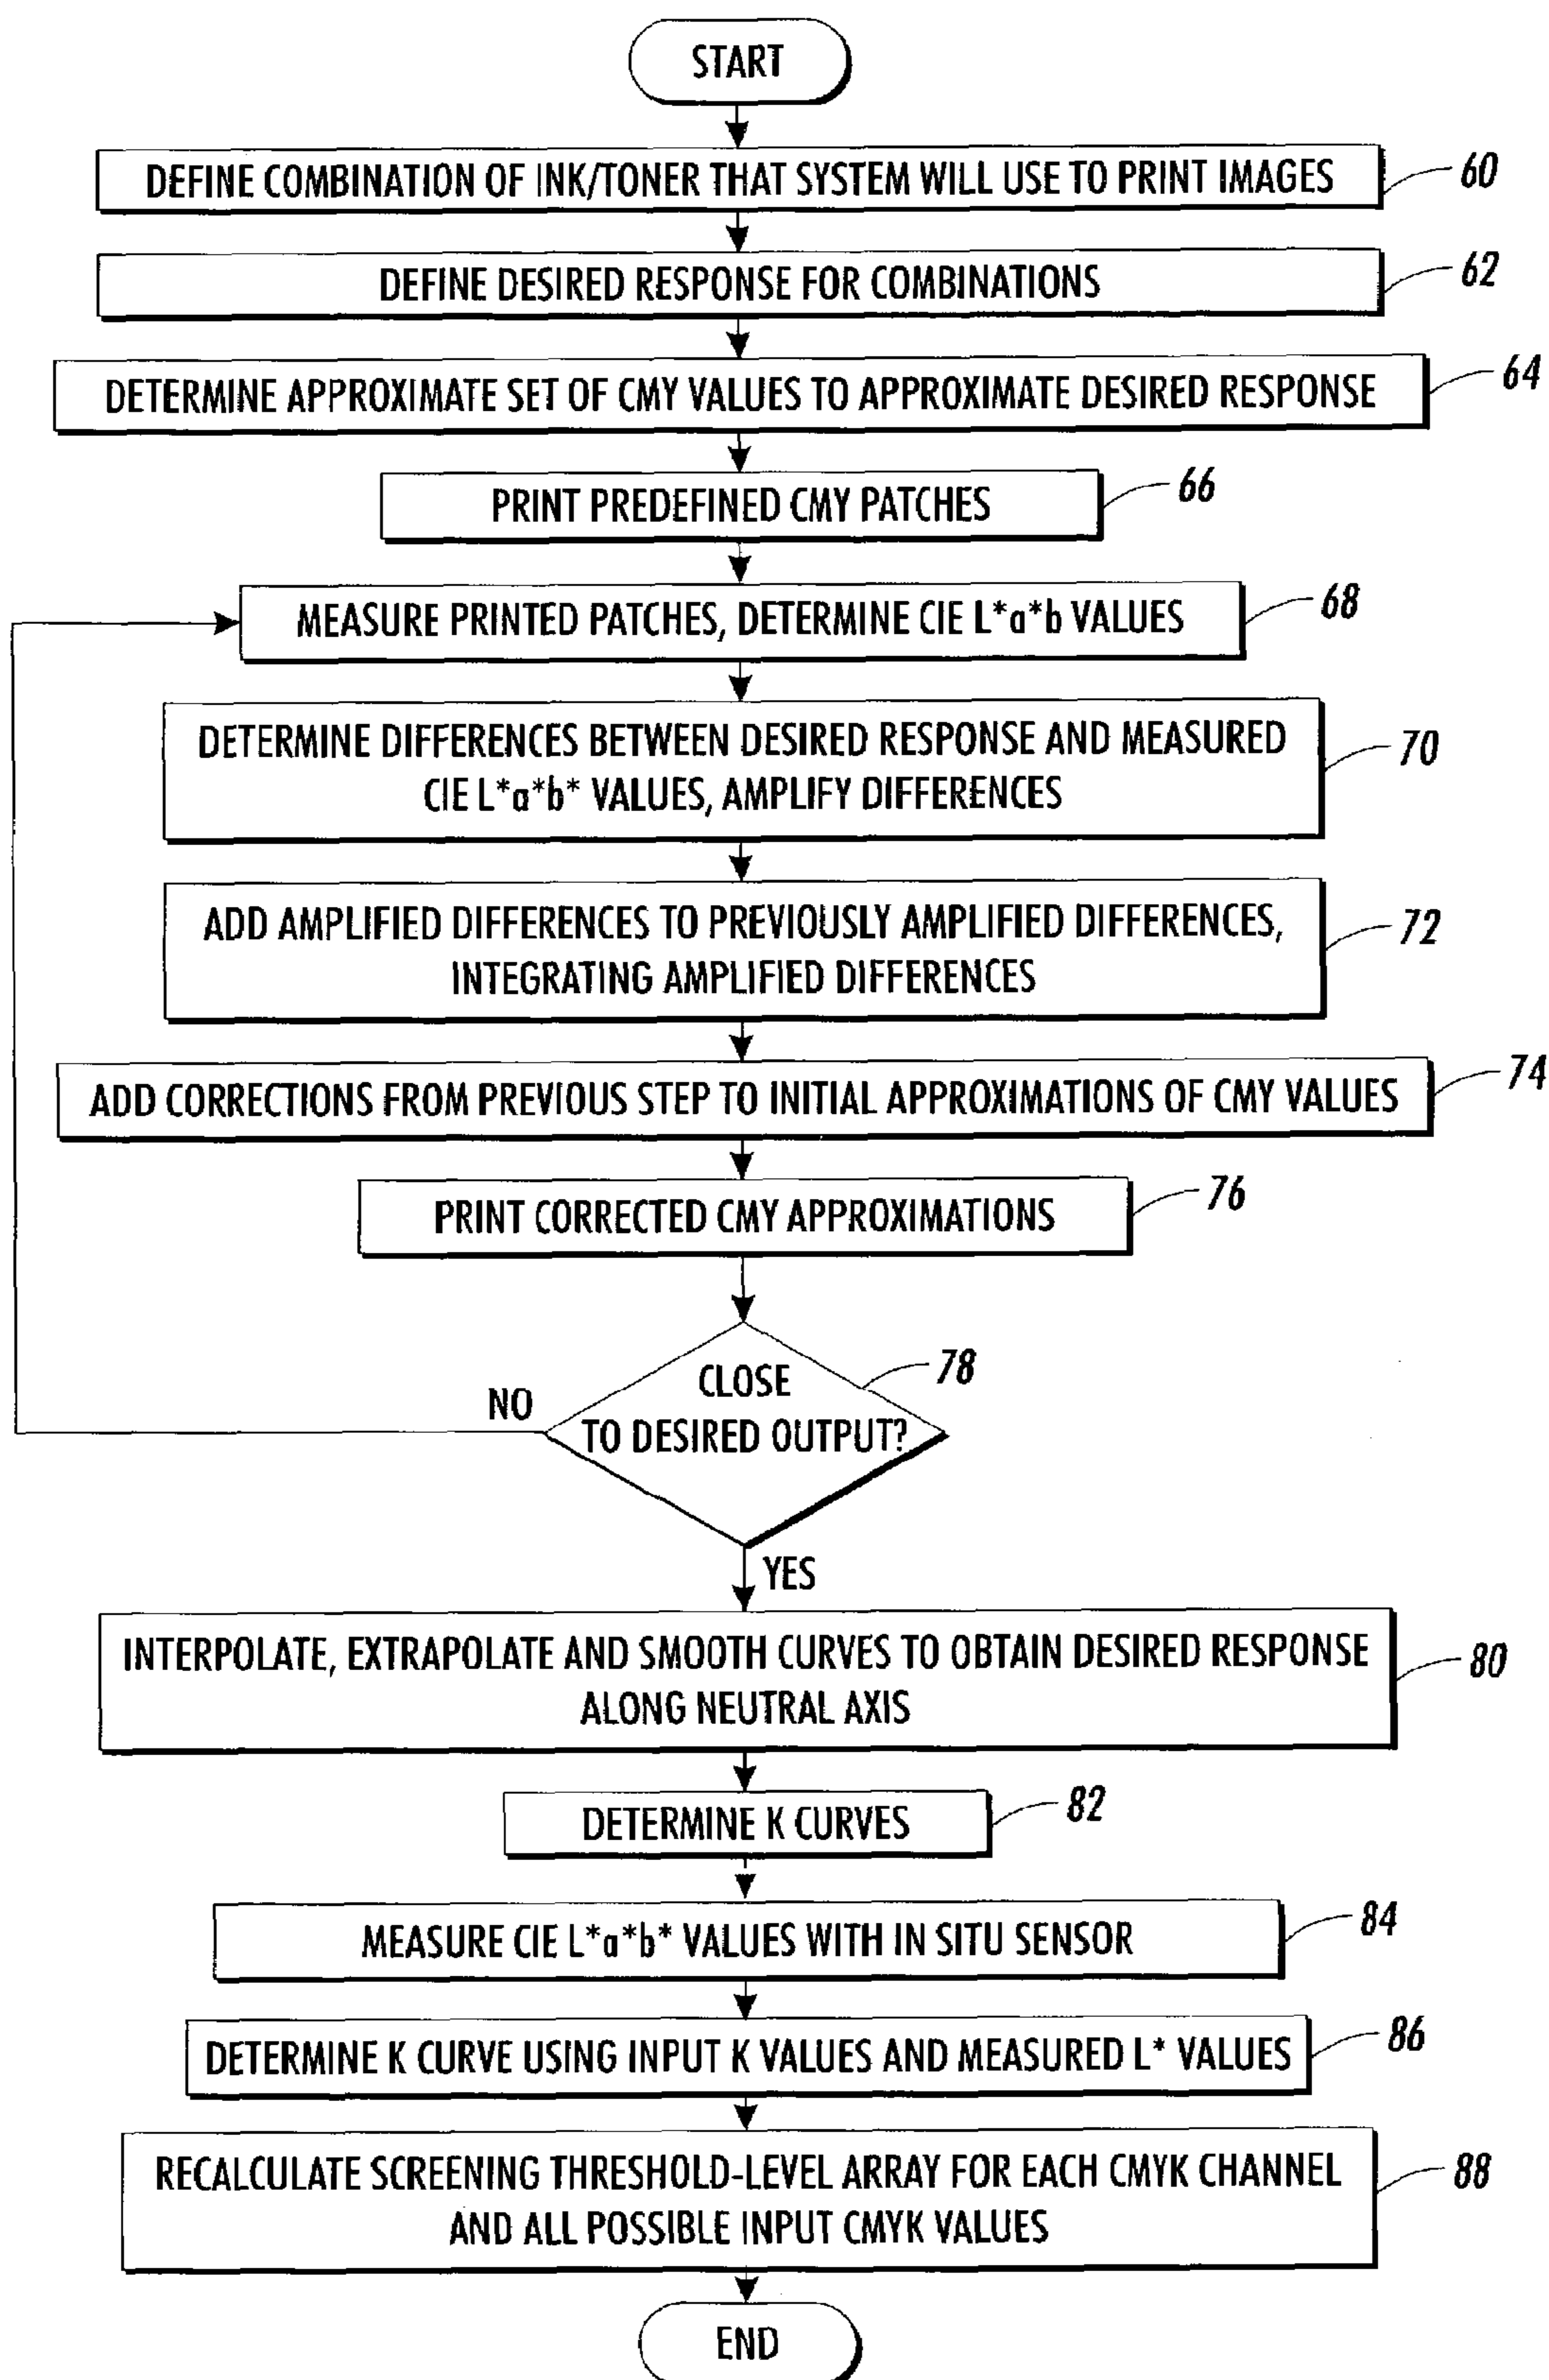 START
DEFINE COMBINATION OF INK/TONER THAT SYSTEM WILL USE TO PRINT IMAGES
60
DEFINE DESIRED RESPONSE FOR COMBINATIONS
62
DETERMINE APPROXIMATE SET OF CMY VALUES TO APPROXIMATE DESIRED RESPONSE
64
PRINT PREDEFINED CMY PATCHES
66
MEASURE PRINTED PATCHES, DETERMINE CIE L*a*b VALUES
68
DETERMINE DIFFERENCES BETWEEN DESIRED RESPONSE AND MEASURED
CIE L*a*b* VALUES, AMPLIFY DIFFERENCES
70
ADD AMPLIFIED DIFFERENCES TO PREVIOUSLY AMPLIFIED DIFFERENCES,
INTEGRATING AMPLIFIED DIFFERENCES
72
ADD CORRECTIONS FROM PREVIOUS STEP TO INITIAL APPROXIMATIONS OF CMY VALUES
74
PRINT CORRECTED CMY APPROXIMATIONS
76
CLOSE
TO DESIRED OUTPUT?
78
NO
YES
INTERPOLATE, EXTRAPOLATE AND SMOOTH CURVES TO OBTAIN DESIRED RESPONSE
ALONG NEUTRAL AXIS
80
DETERMINE K CURVES
82
MEASURE CIE L*a*b* VALUES WITH IN SITU SENSOR
84
DETERMINE K CURVE USING INPUT K VALUES AND MEASURED L* VALUES
86
RECALCULATE SCREENING THRESHOLD-LEVEL ARRAY FOR EACH CMYK CHANNEL
AND ALL POSSIBLE INPUT CMYK VALUES
88
END